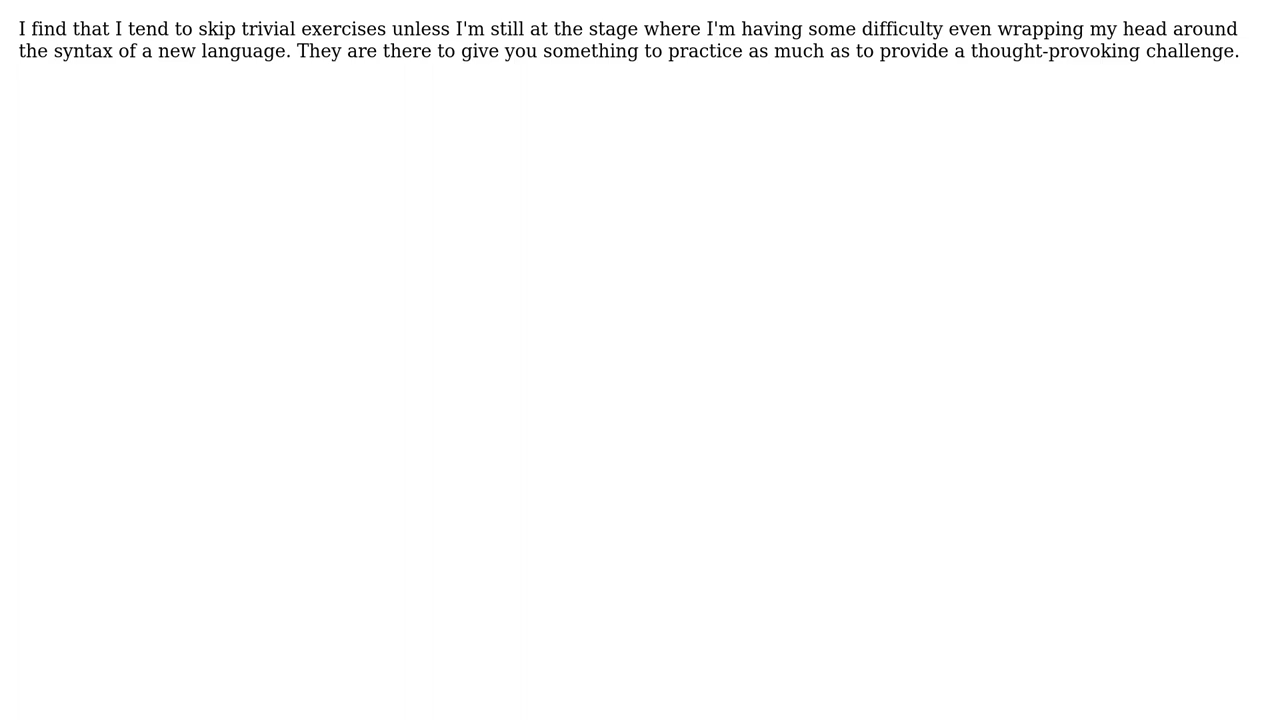 I find that I tend to skip trivial exercises unless I'm still at the stage where I'm having some difficulty even wrapping my head around
the syntax of a new language. They are there to give you something to practice as much as to provide a thought-provoking challenge.